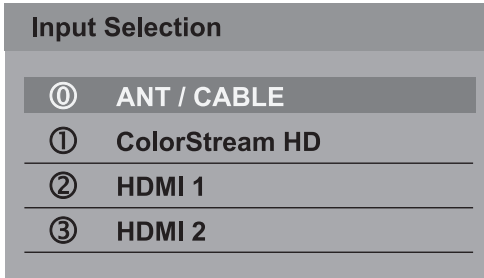 Input Selection
⓪ ANT / CABLE
① ColorStream HD
② HDMI 1
③ HDMI 2